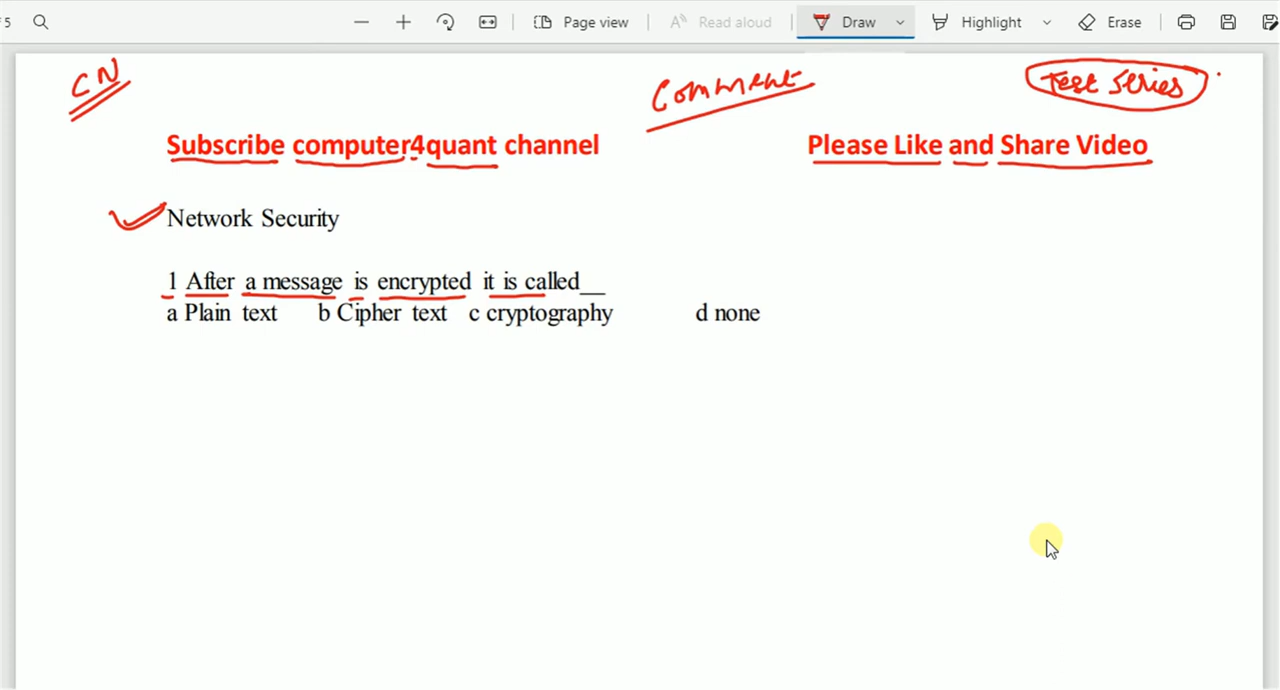 5
Page view
Read aloud
Draw
Highlight
Erase
CN
Comment
Test Series
Subscribe computer4quant channel
Please Like and Share Video
Network Security
1 After a message is encrypted it is called__
a Plain text b Cipher text c cryptography d none